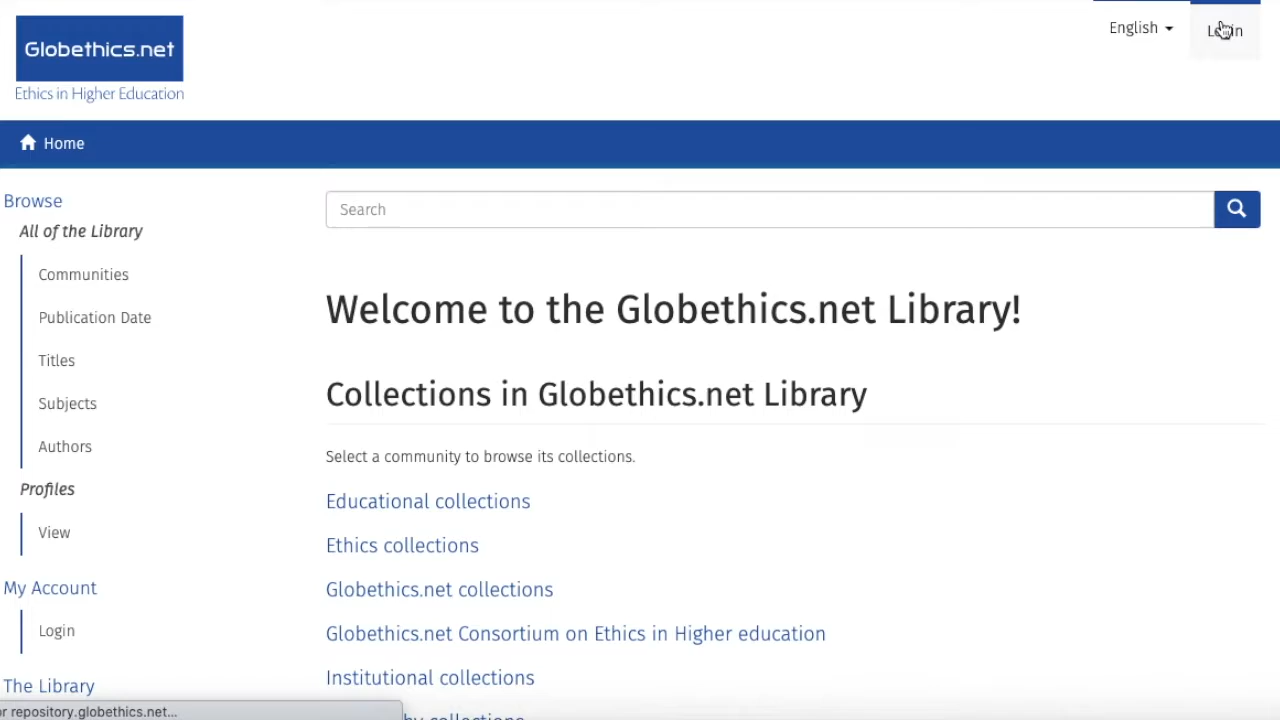 Globethics.net
Ethics in Higher Education
English
Home
Browse
All of the Library
Communities
Publication Date
Titles
Subjects
Authors
Profiles
View
My Account
Login
The Library
Search
Welcome to the Globethics.net Library!
Collections in Globethics.net Library
Select a community to browse its collections.
Educational collections
Ethics collections
Globethics.net collections
Globethics.net Consortium on Ethics in Higher education
Institutional collections
collections
repository.globethics.net...